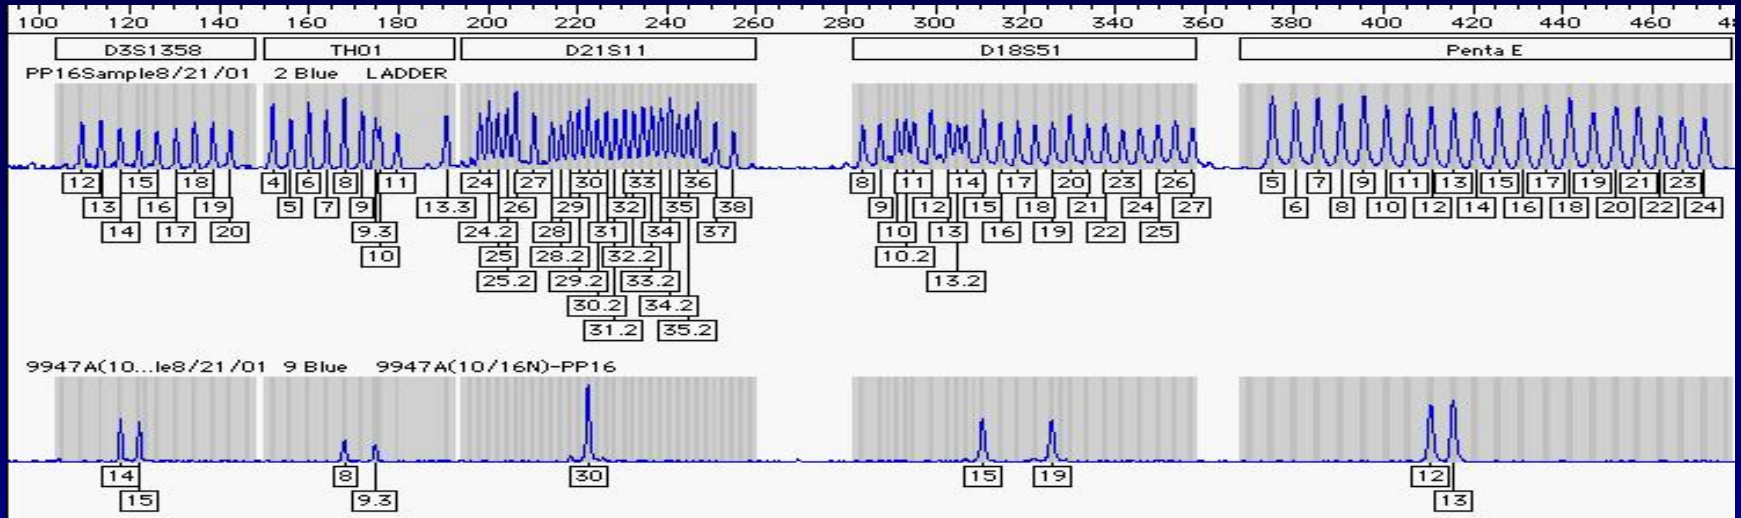 100 120 140 160 180 200 220 240 260 280 300 320 340 360 380 400 420 440 460
D3S1358 TH01 D21S11 D18S51 Penta E
PP16Sample8/21/01 2 Blue LADDER
12 15 18 4 6 8 11 24 27 30 33 36 8 11 14 17 20 23 26 5 7 9 11 13 15 17 19 21 23
13 16 19 5 7 9 13.3 26 29 32 35 38 9 12 15 18 21 24 27 6 8 10 12 14 16 18 20 22 24
14 17 20 9.3 24.2 28 31 34 37 10 13 16 19 22 25
10 25 28.2 32.2 10.2
25.2 29.2 33.2 13.2
30.2 34.2
31.2 35.2
9947A(10...le8/21/01 9 Blue 9947A(10/16N)-PP16
14 8 30 15 19 12
15 9.3 13